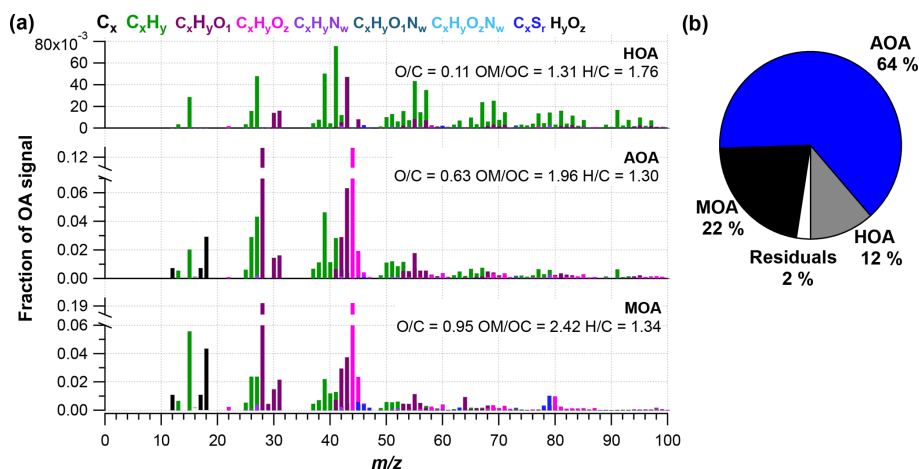 (a) Cx CxHy CxHyO1 CxHyOz CxHyNw CxHyO1Nw CxHyOzNw CxSr HyOz
80x10⁻³
HOA
O/C = 0.11 OM/OC = 1.31 H/C = 1.76
60
40
20
0
0.12
AOA
O/C = 0.63 OM/OC = 1.96 H/C = 1.30
0.06
0.04
0.02
0.00
0.19
MOA
O/C = 0.95 OM/OC = 2.42 H/C = 1.34
0.06
0.04
0.02
0.00
Fraction of OA signal
0 10 20 30 40 50 60 70 80 90 100
m/z
(b)
AOA
64 %
MOA
22 %
Residuals
2 %
HOA
12 %